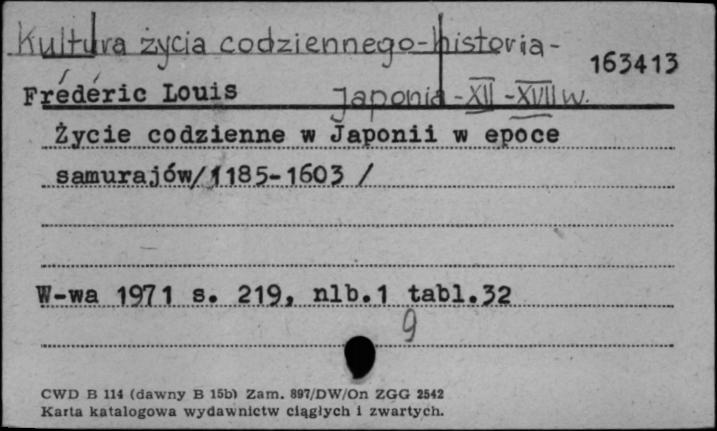 Kultura życia codziennego-historia-
163413
Frédéric Louis
Japonia-XII-XVII w.
Życie codzienne w Japonii w epoce
samurajów/1185-1603 /
W-wa 1971 s. 219, nlb.1 tabl.32
9
CWD B 114 (dawny B 15b) Zam. 897/DW/On ZGG 2542
Karta katalogowa wydawnictw ciągłych i zwartych.